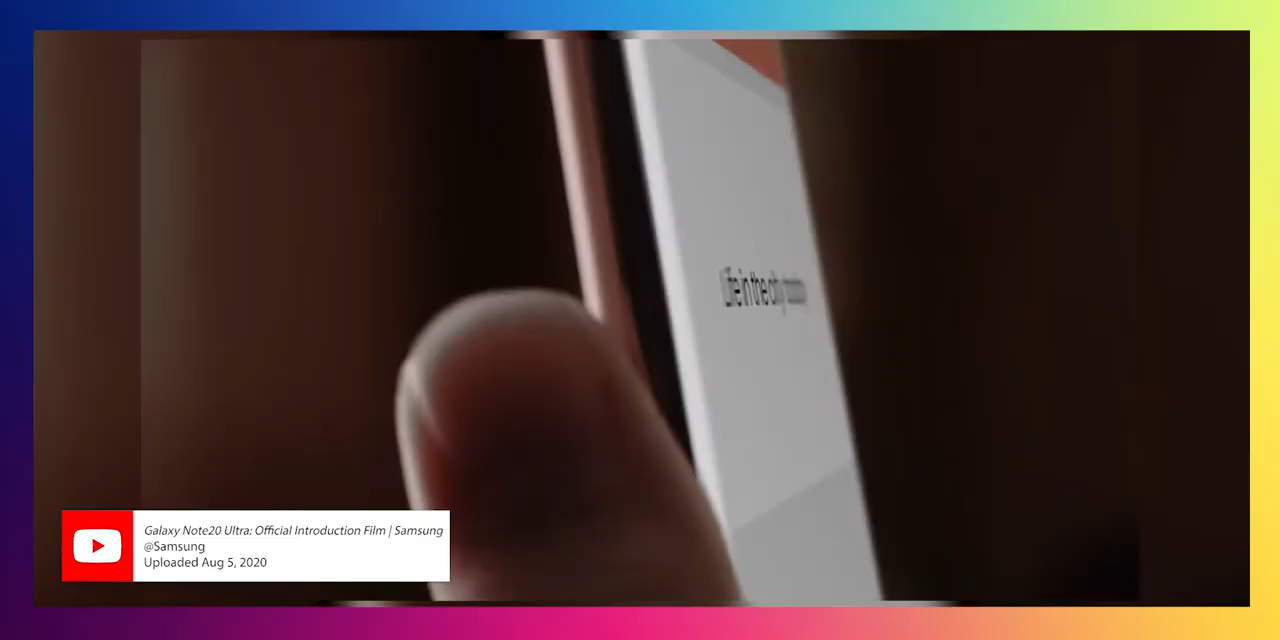 Life in the city
Galaxy Note20 Ultra: Official Introduction Film | Samsung
@Samsung
Uploaded Aug 5, 2020